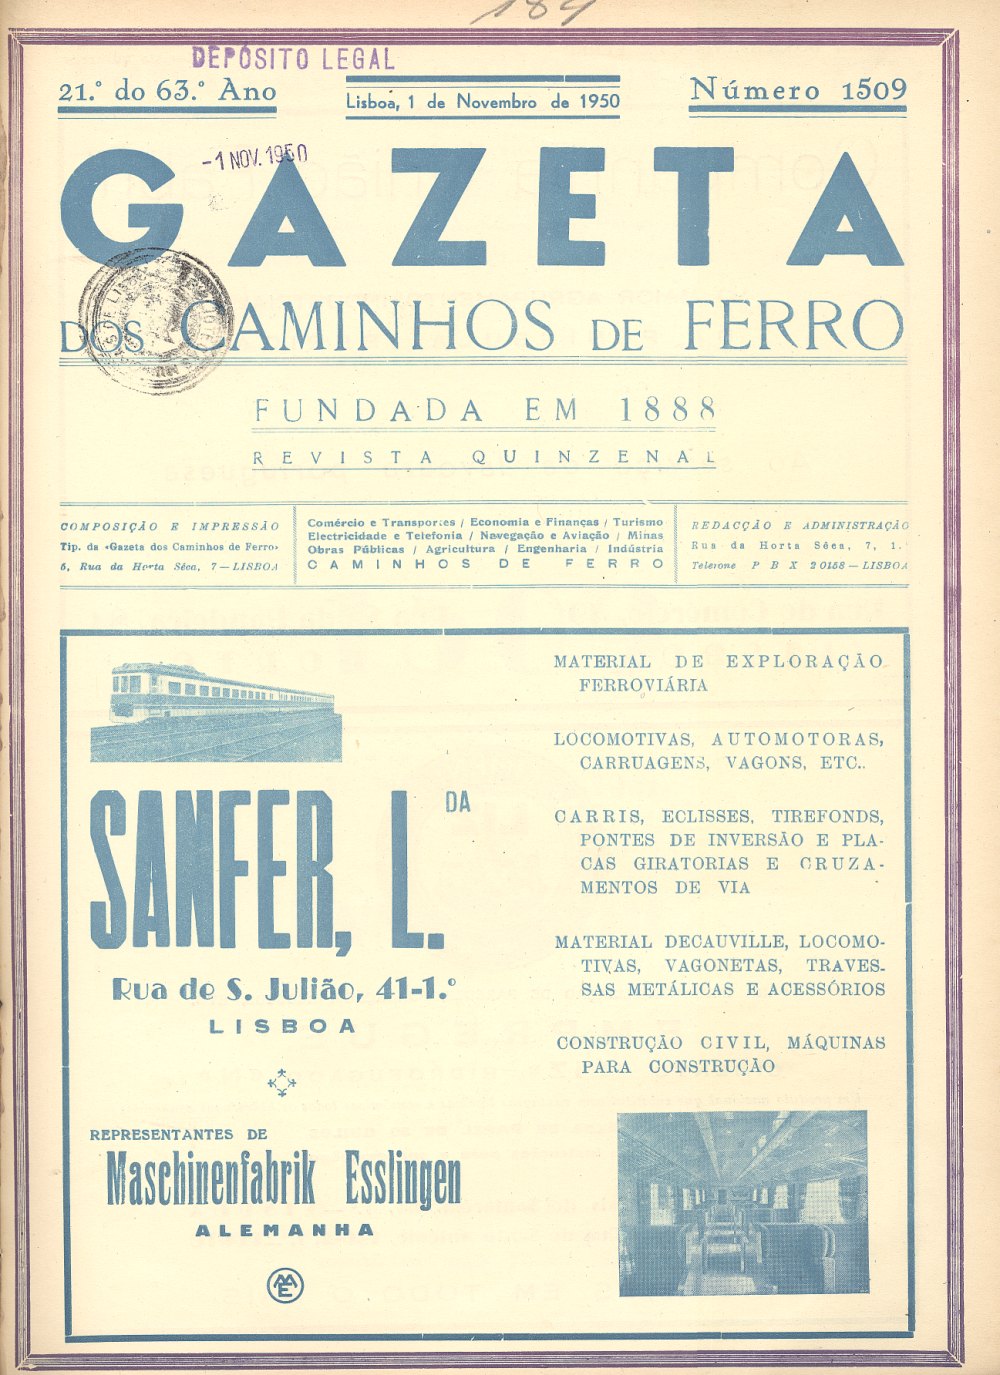 189
DEPÓSITO LEGAL
21.º do 63.º Ano
Lisboa, 1 de Novembro de 1950
Número 1509
-1 NOV. 1950
GAZETA
DOS CAMINHOS DE FERRO
FUNDADA EM 1888
REVISTA QUINZENAL
COMPOSIÇÃO E IMPRESSÃO
Tip. da «Gazeta dos Caminhos de Ferro»
5, Rua da Horta Sêca, 7 — LISBOA
Comércio e Transportes / Economia e Finanças / Turismo
Electricidade e Telefonia / Navegação e Aviação / Minas
Obras Públicas / Agricultura / Engenharia / Indústria
CAMINHOS DE FERRO
REDACÇÃO E ADMINISTRAÇÃO
Rua da Horta Sêca, 7, 1.º
Telefone P B X 20158 — LISBOA
SANFER, L.DA
Rua de S. Julião, 41-1.º
LISBOA
REPRESENTANTES DE
Maschinenfabrik Esslingen
ALEMANHA
ME
MATERIAL DE EXPLORAÇÃO
FERROVIÁRIA
LOCOMOTIVAS, AUTOMOTORAS,
CARRUAGENS, VAGONS, ETC..
CARRIS, ECLISSES, TIREFONDS,
PONTES DE INVERSÃO E PLA-
CAS GIRATORIAS E CRUZA-
MENTOS DE VIA
MATERIAL DECAUVILLE, LOCOMO-
TIVAS, VAGONETAS, TRAVES-
SAS METÁLICAS E ACESSÓRIOS
CONSTRUÇÃO CIVIL, MÁQUINAS
PARA CONSTRUÇÃO